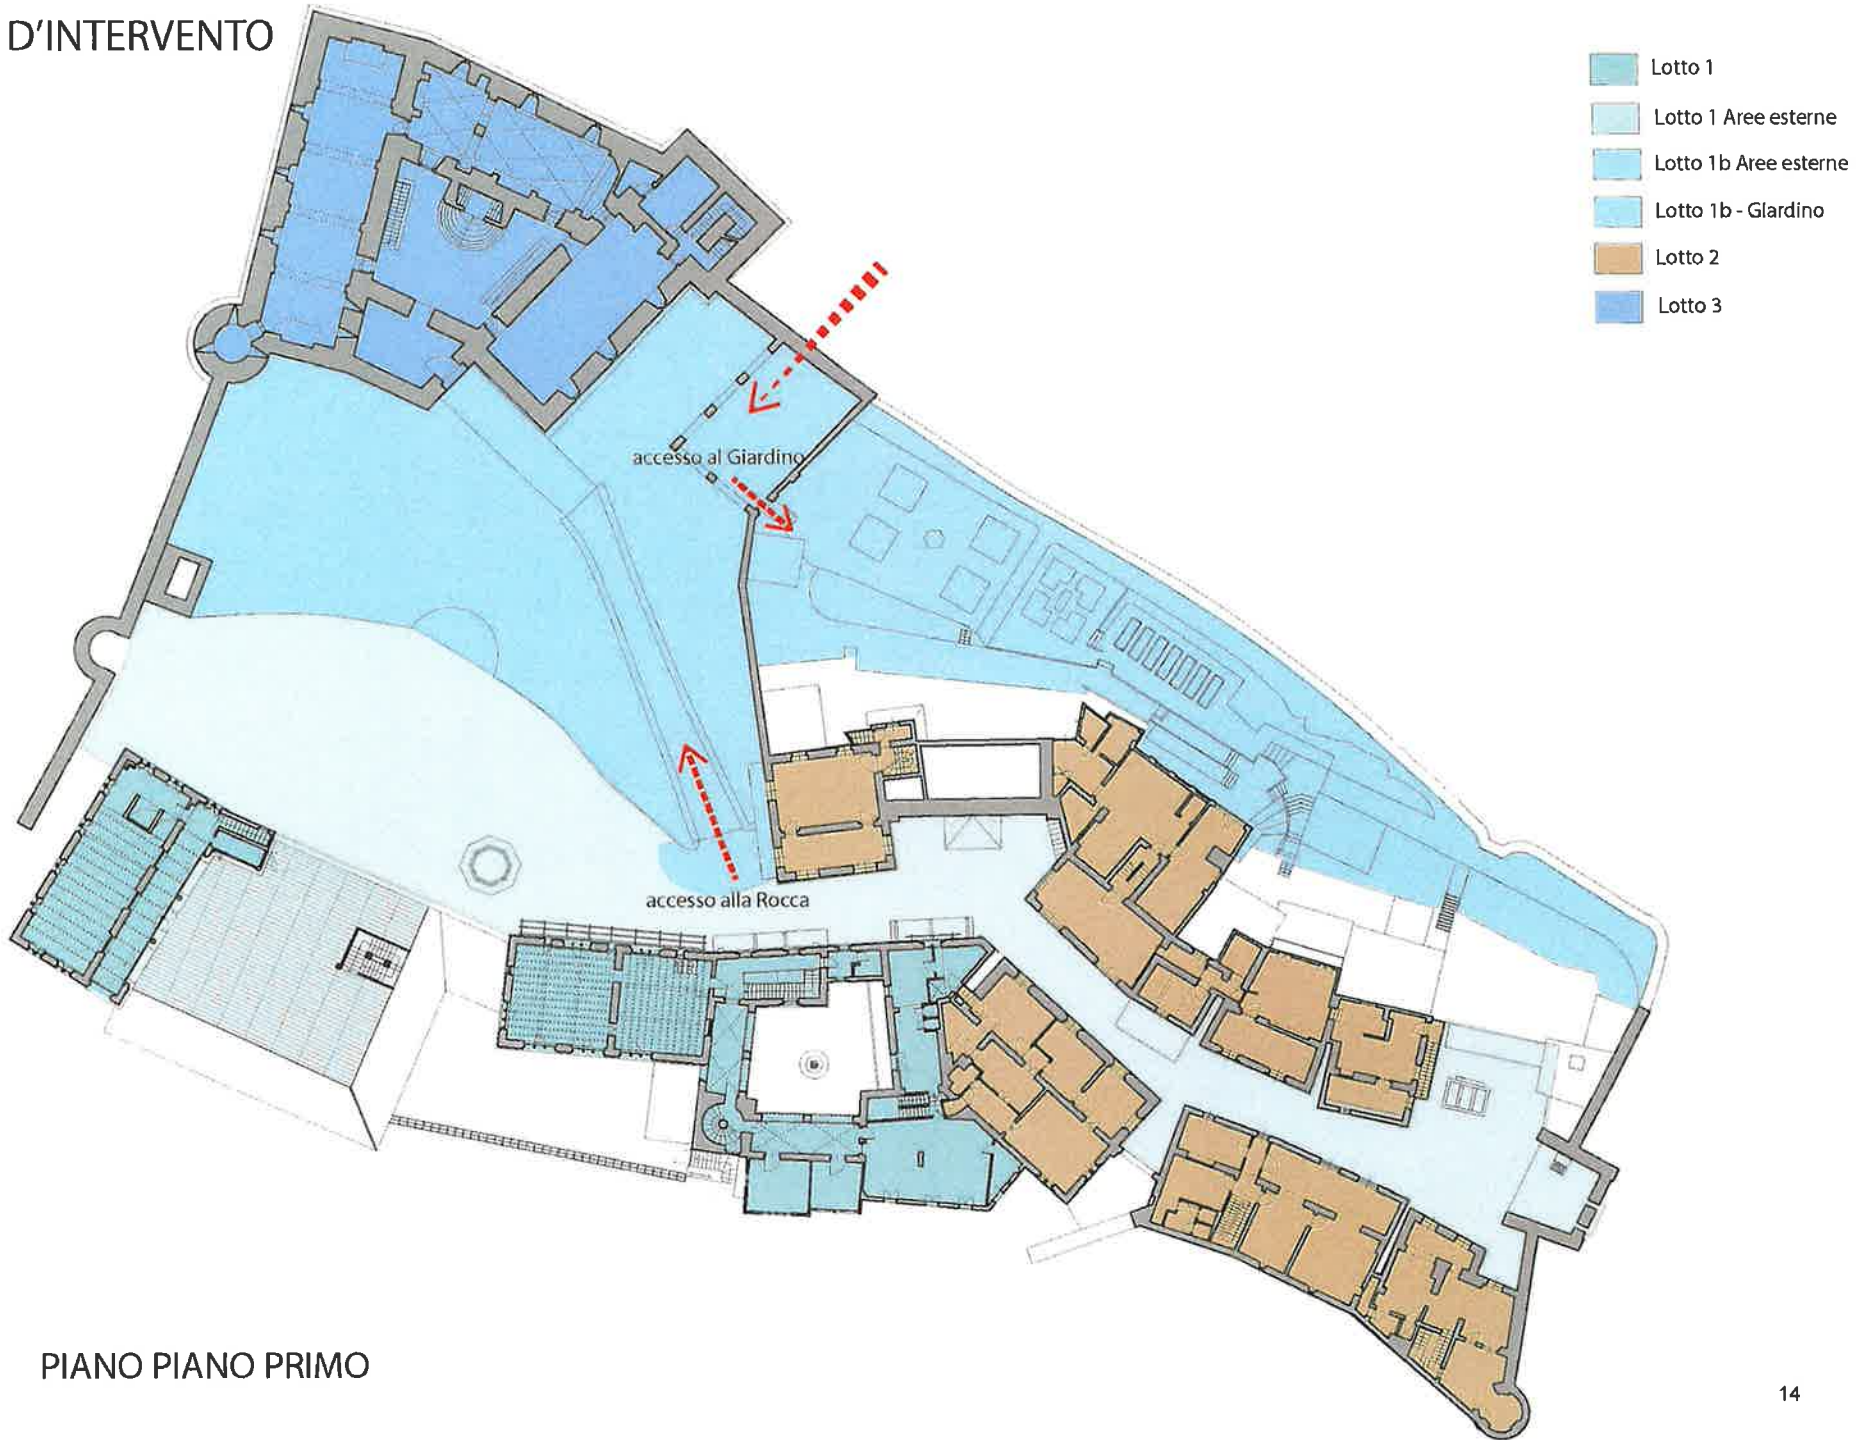 D'INTERVENTO
Lotto 1
Lotto 1 Aree esterne
Lotto 1b Aree esterne
Lotto 1b - Giardino
Lotto 2
Lotto 3
accesso al Giardino
accesso alla Rocca
PIANO PIANO PRIMO
14